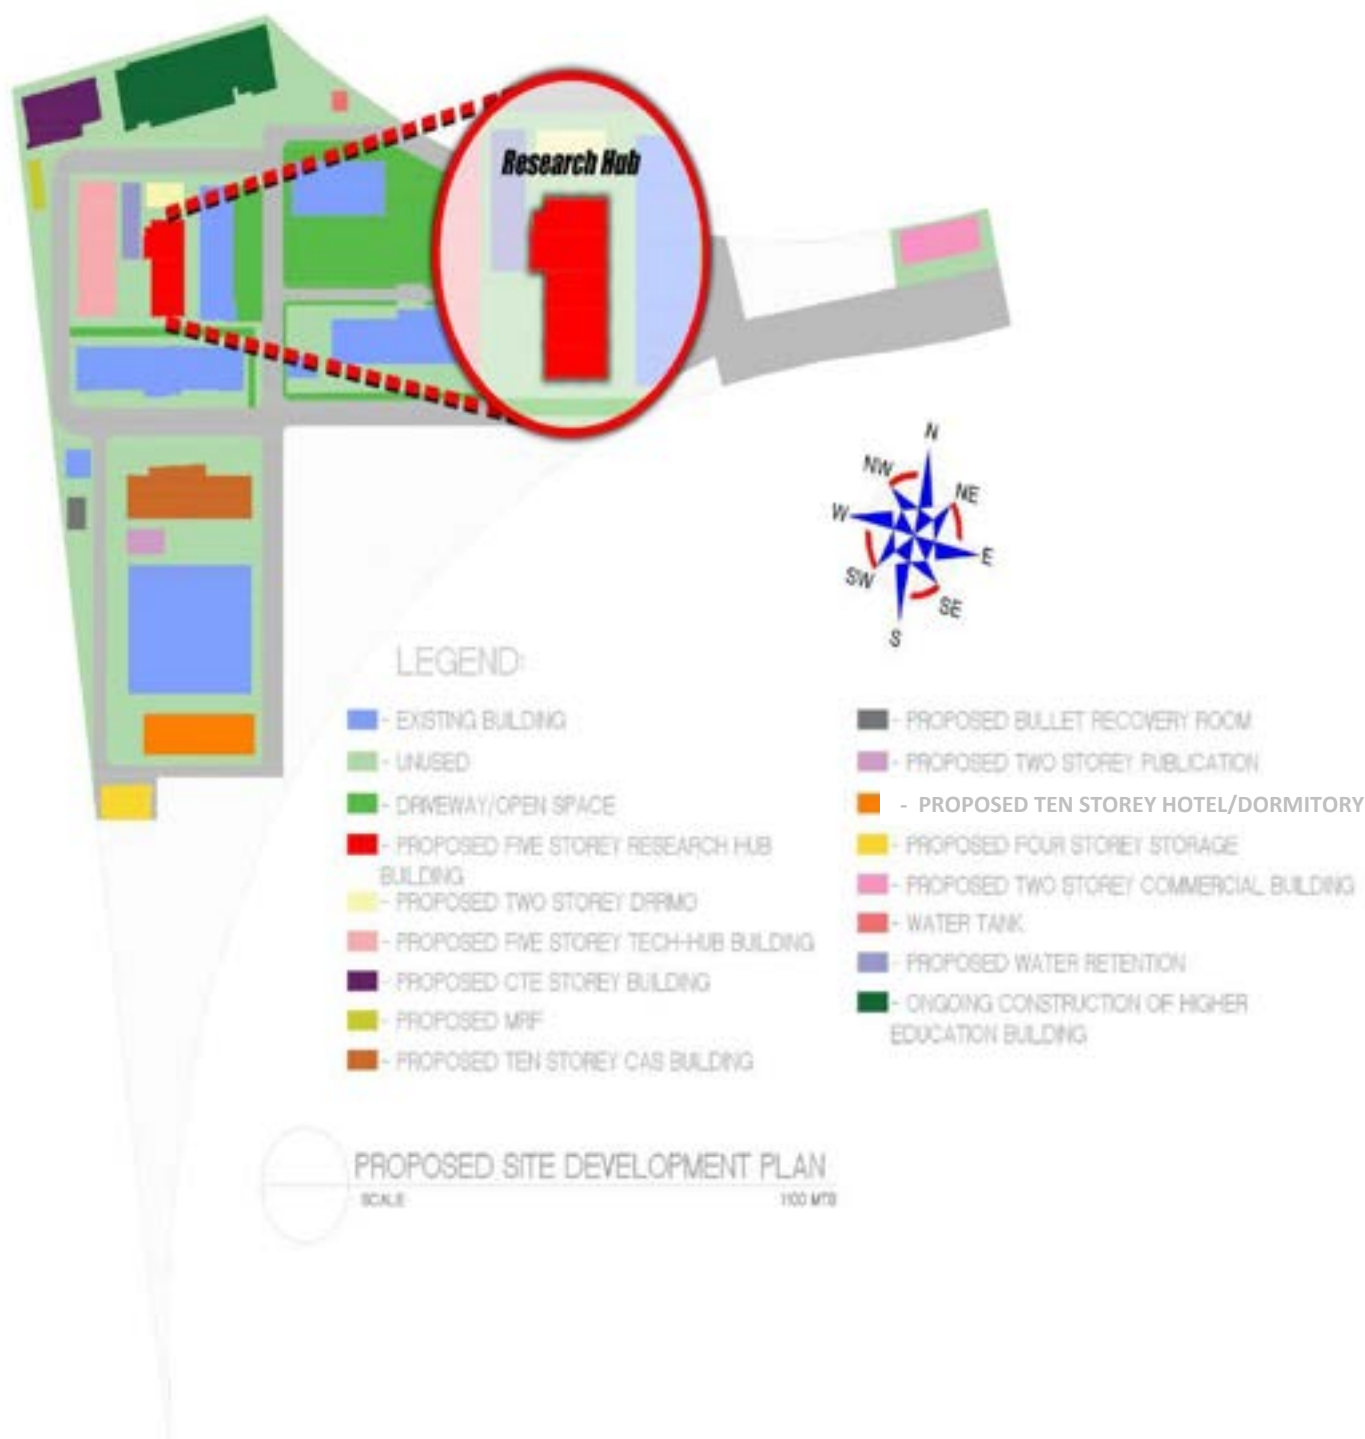 Research Hub
N
NW
NE
W
E
SW
SE
S
LEGEND:
- EXISTING BUILDING
- UNUSED
- DRIVEWAY/OPEN SPACE
- PROPOSED FIVE STOREY RESEARCH HUB
BUILDING
- PROPOSED TWO STOREY DRRMO
- PROPOSED FIVE STOREY TECH-HUB BUILDING
- PROPOSED CTE STOREY BUILDING
- PROPOSED MRF
- PROPOSED TEN STOREY CAS BUILDING
- PROPOSED BULLET RECOVERY ROOM
- PROPOSED TWO STOREY PUBLICATION
- PROPOSED TEN STOREY HOTEL/DORMITORY
- PROPOSED FOUR STOREY STORAGE
- PROPOSED TWO STOREY COMMERCIAL BUILDING
- WATER TANK
- PROPOSED WATER RETENTION
- ONGOING CONSTRUCTION OF HIGHER
EDUCATION BUILDING
PROPOSED SITE DEVELOPMENT PLAN
SCALE 1100 MTS